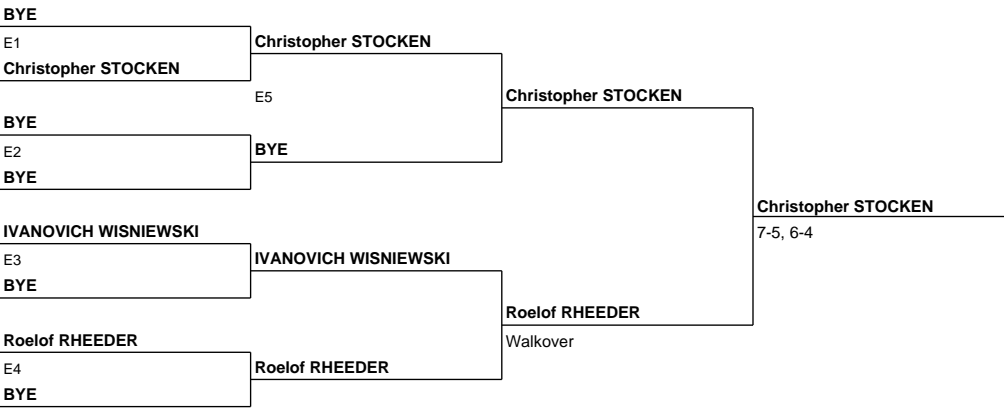 BYE
E1
Christopher STOCKEN
Christopher STOCKEN
E5
Christopher STOCKEN
BYE
E2
BYE
BYE
Christopher STOCKEN
7-5, 6-4
IVANOVICH WISNIEWSKI
E3
IVANOVICH WISNIEWSKI
BYE
Roelof RHEEDER
Walkover
Roelof RHEEDER
E4
Roelof RHEEDER
BYE